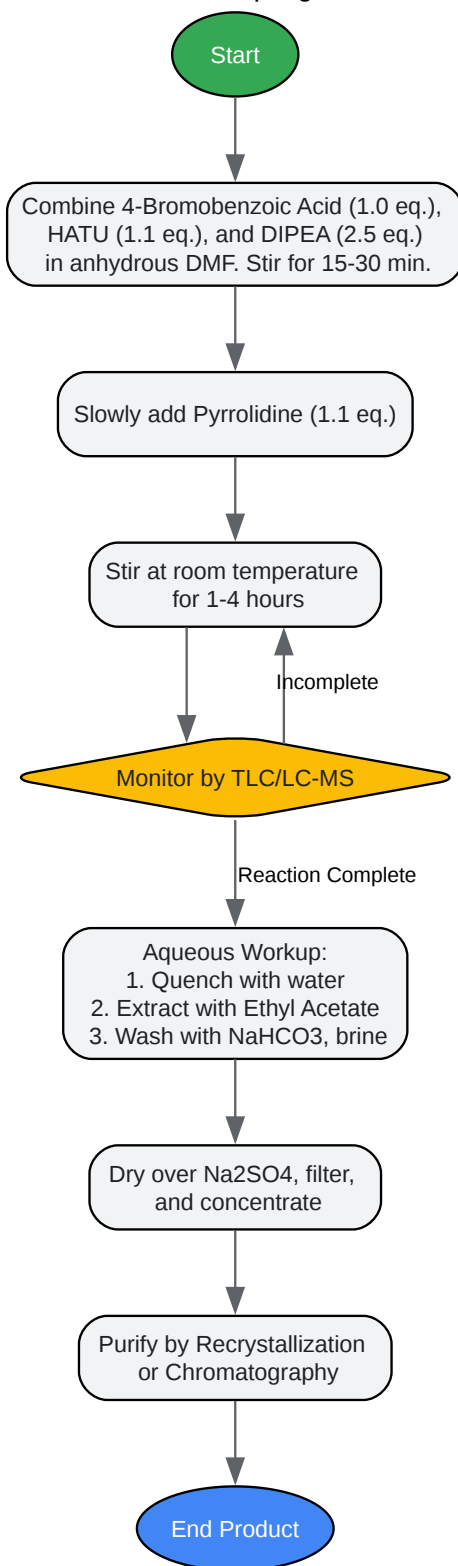 Start
Combine 4-Bromobenzoic Acid (1.0 eq.),
HATU (1.1 eq.), and DIPEA (2.5 eq.)
in anhydrous DMF. Stir for 15-30 min.
Slowly add Pyrrolidine (1.1 eq.)
Stir at room temperature
for 1-4 hours
Incomplete
Monitor by TLC/LC-MS
Reaction Complete
Aqueous Workup:
1. Quench with water
2. Extract with Ethyl Acetate
3. Wash with NaHCO3, brine
Dry over Na2SO4, filter,
and concentrate
Purify by Recrystallization
or Chromatography
End Product